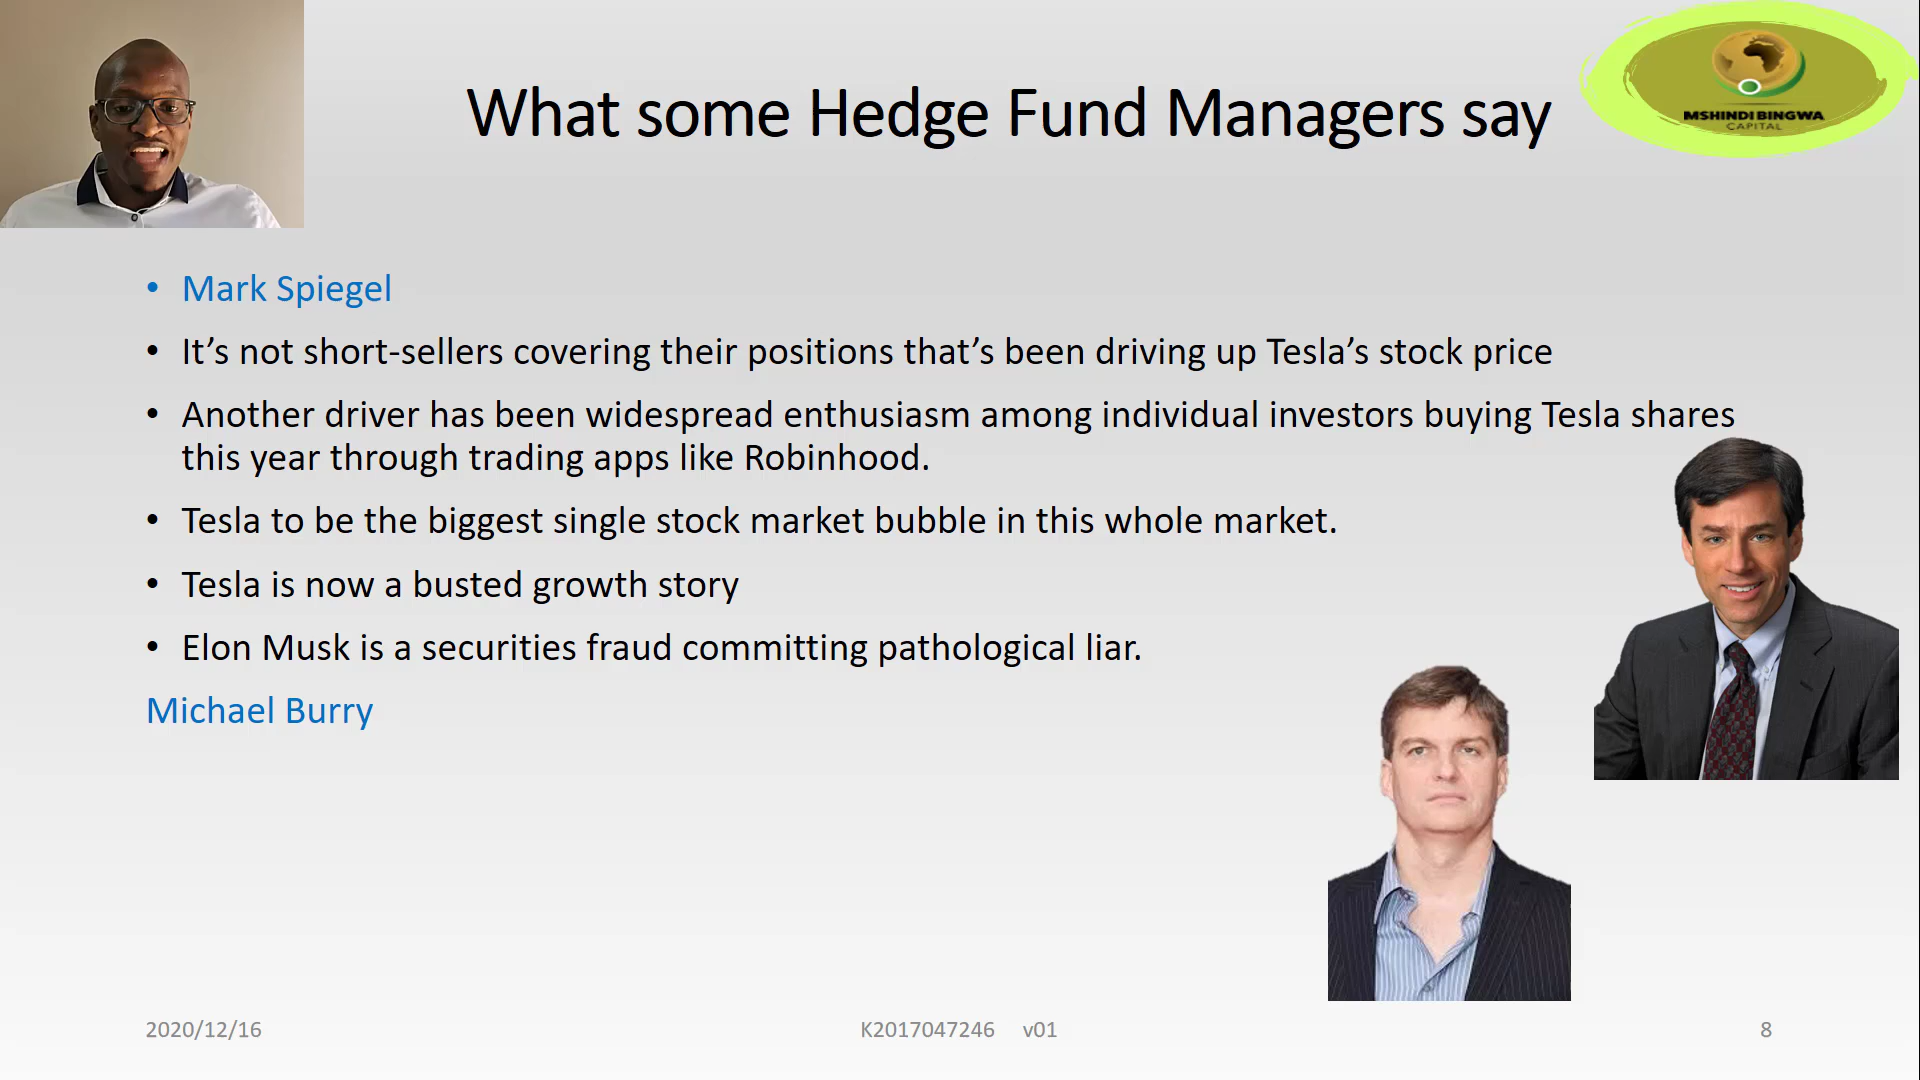 What some Hedge Fund Managers say
MSHINDI BINGWA
CAPITAL
• Mark Spiegel
• It’s not short-sellers covering their positions that’s been driving up Tesla’s stock price
• Another driver has been widespread enthusiasm among individual investors buying Tesla shares
this year through trading apps like Robinhood.
• Tesla to be the biggest single stock market bubble in this whole market.
• Tesla is now a busted growth story
• Elon Musk is a securities fraud committing pathological liar.
Michael Burry
2020/12/16
K2017047246 v01
8